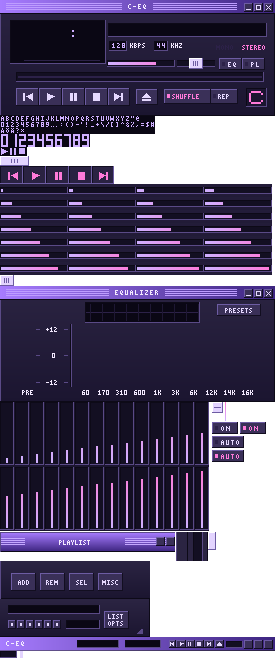 C-EQ
:
128 KBPS 44 KHZ STEREO
EQ PL
SHUFFLE REP
ABCDEFGHIJKLMNOPQRSTUVWXYZ"@
0123456789
0 123456789
EQUALIZER
PRESETS
+12
0
-12
PRE 60 170 310 600 1K 3K 6K 12K 14K 16K
ON ON
AUTO
AUTO
PLAYLIST
ADD REM SEL MISC
LIST
OPTS
C-EQ